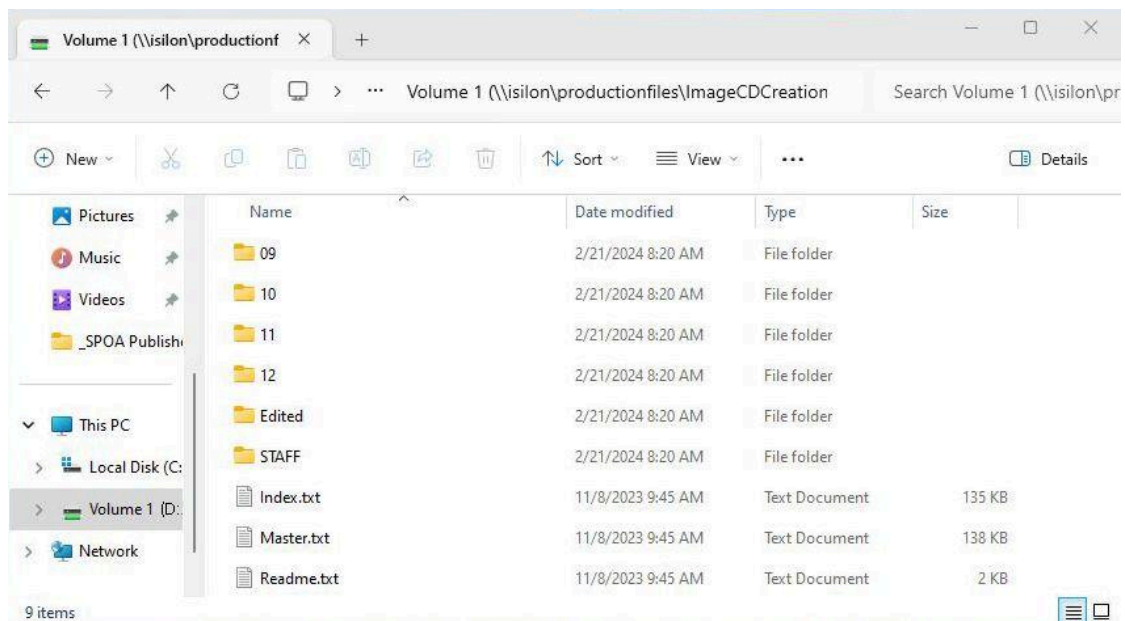 Volume 1 (\\isilon\productionf
Volume 1 (\\isilon\productionfiles\ImageCDCreation
Search Volume 1 (\\isilon\pr
New
Sort
View
Details
Pictures
Music
Videos
_SPOA Publish
This PC
Local Disk (C:
Volume 1 (D:
Network
Name Date modified Type Size
09 2/21/2024 8:20 AM File folder
10 2/21/2024 8:20 AM File folder
11 2/21/2024 8:20 AM File folder
12 2/21/2024 8:20 AM File folder
Edited 2/21/2024 8:20 AM File folder
STAFF 2/21/2024 8:20 AM File folder
Index.txt 11/8/2023 9:45 AM Text Document 135 KB
Master.txt 11/8/2023 9:45 AM Text Document 138 KB
Readme.txt 11/8/2023 9:45 AM Text Document 2 KB
9 items